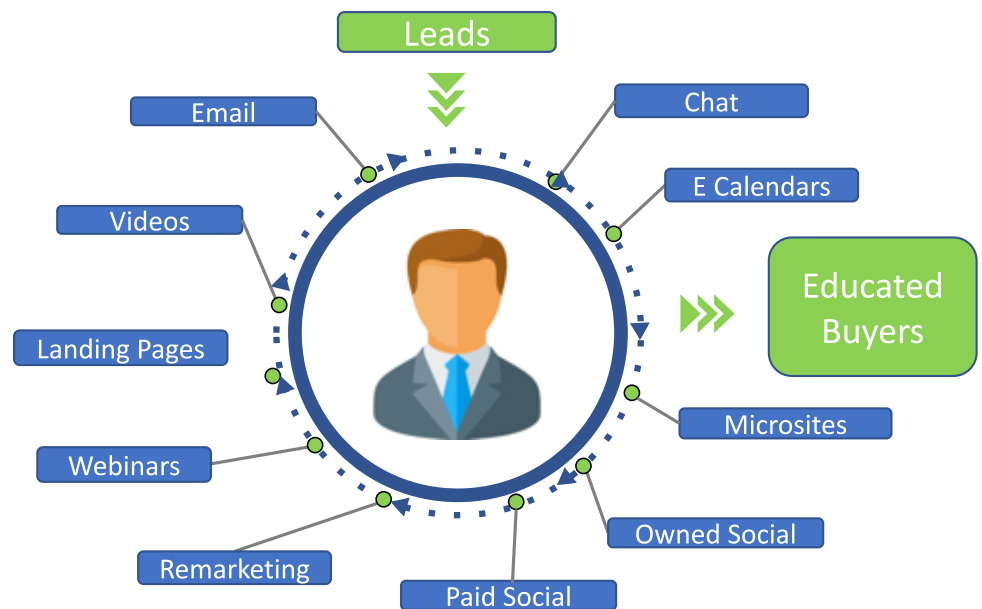 Leads
Email
Chat
E Calendars
Videos
Educated
Buyers
Landing Pages
Microsites
Webinars
Owned Social
Remarketing
Paid Social